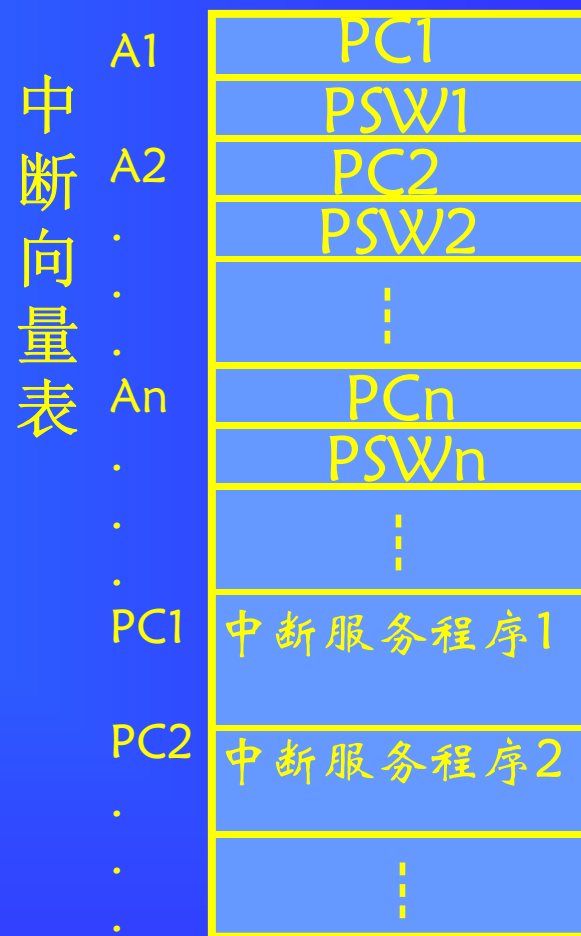 中断向量表
A1 PC1
PSW1
A2 PC2
. PSW2
.
.
An PCn
. PSWn
.
.
PC1 中断服务程序1
PC2 中断服务程序2
.
.
.